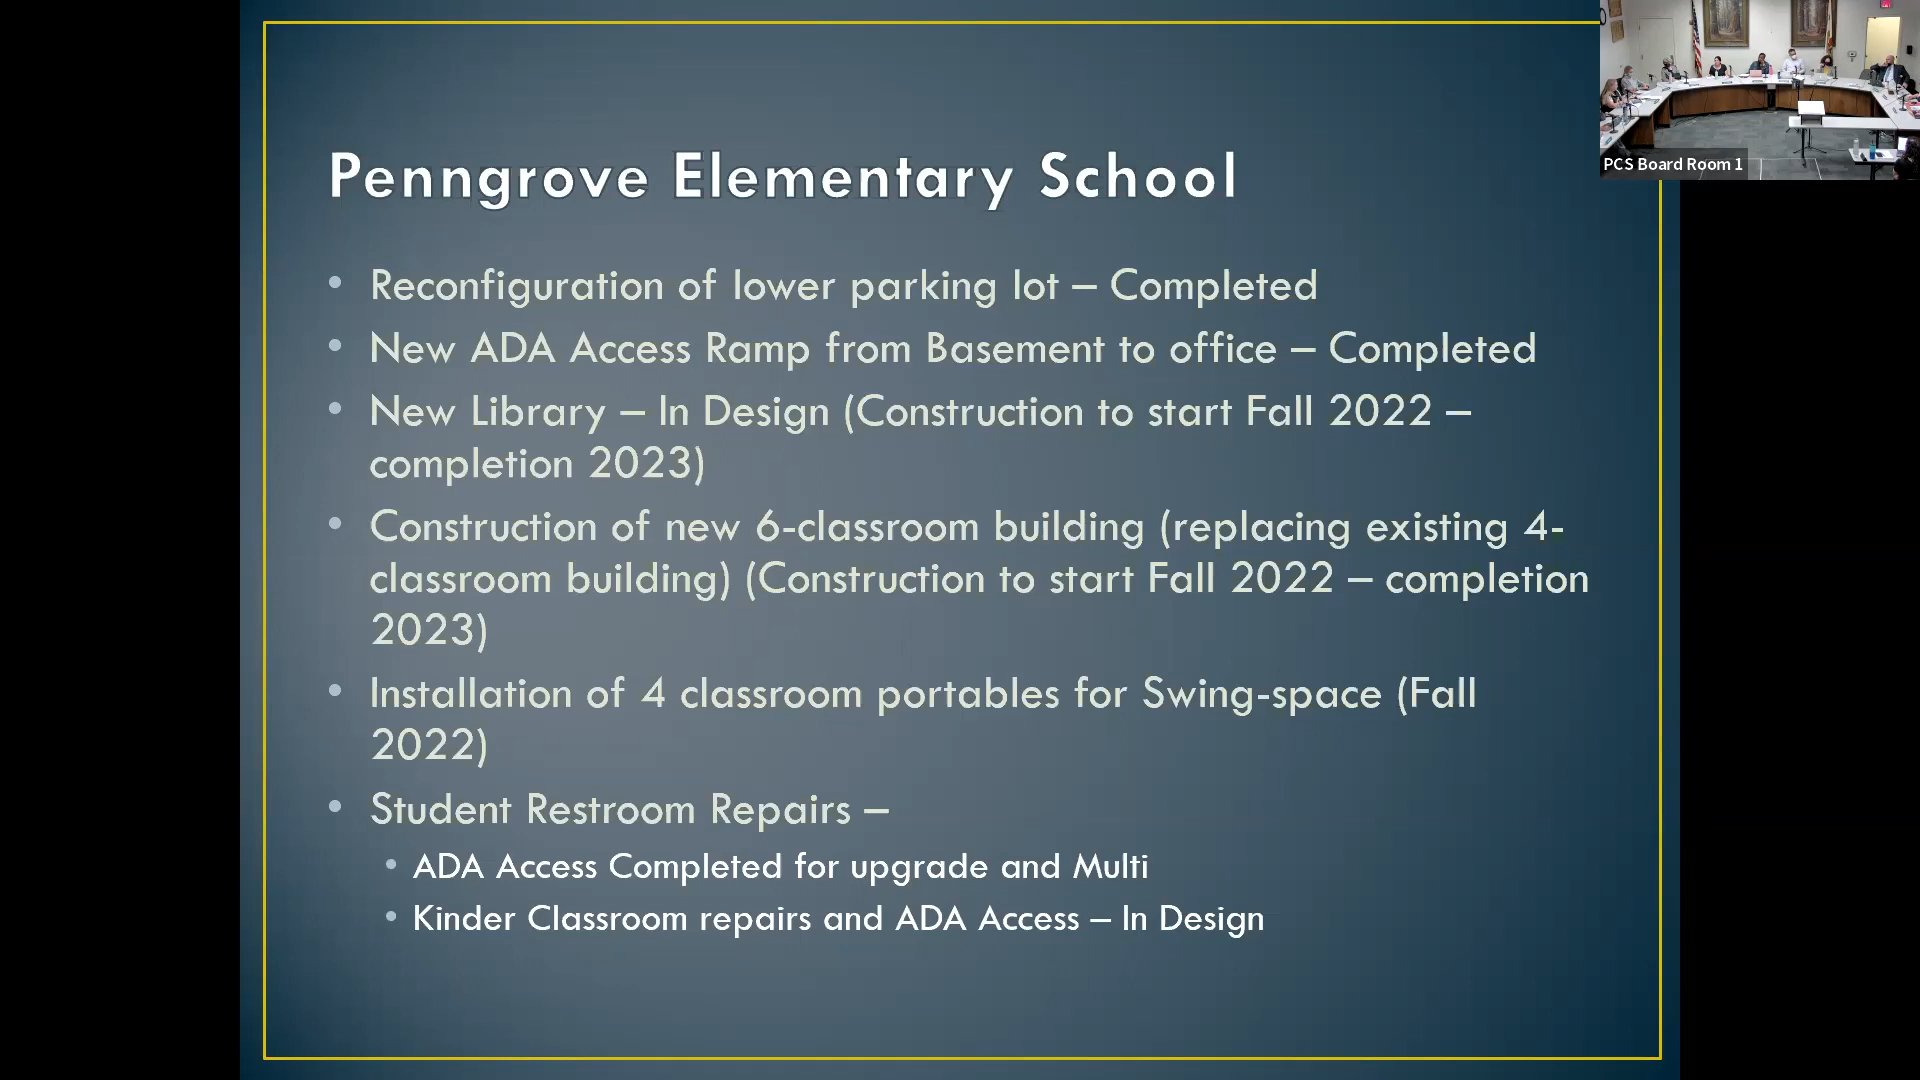 Penngrove Elementary School
• Reconfiguration of lower parking lot – Completed
• New ADA Access Ramp from Basement to office – Completed
• New Library – In Design (Construction to start Fall 2022 –
completion 2023)
• Construction of new 6-classroom building (replacing existing 4-
classroom building) (Construction to start Fall 2022 – completion
2023)
• Installation of 4 classroom portables for Swing-space (Fall
2022)
• Student Restroom Repairs –
• ADA Access Completed for upgrade and Multi
• Kinder Classroom repairs and ADA Access – In Design
PCS Board Room 1